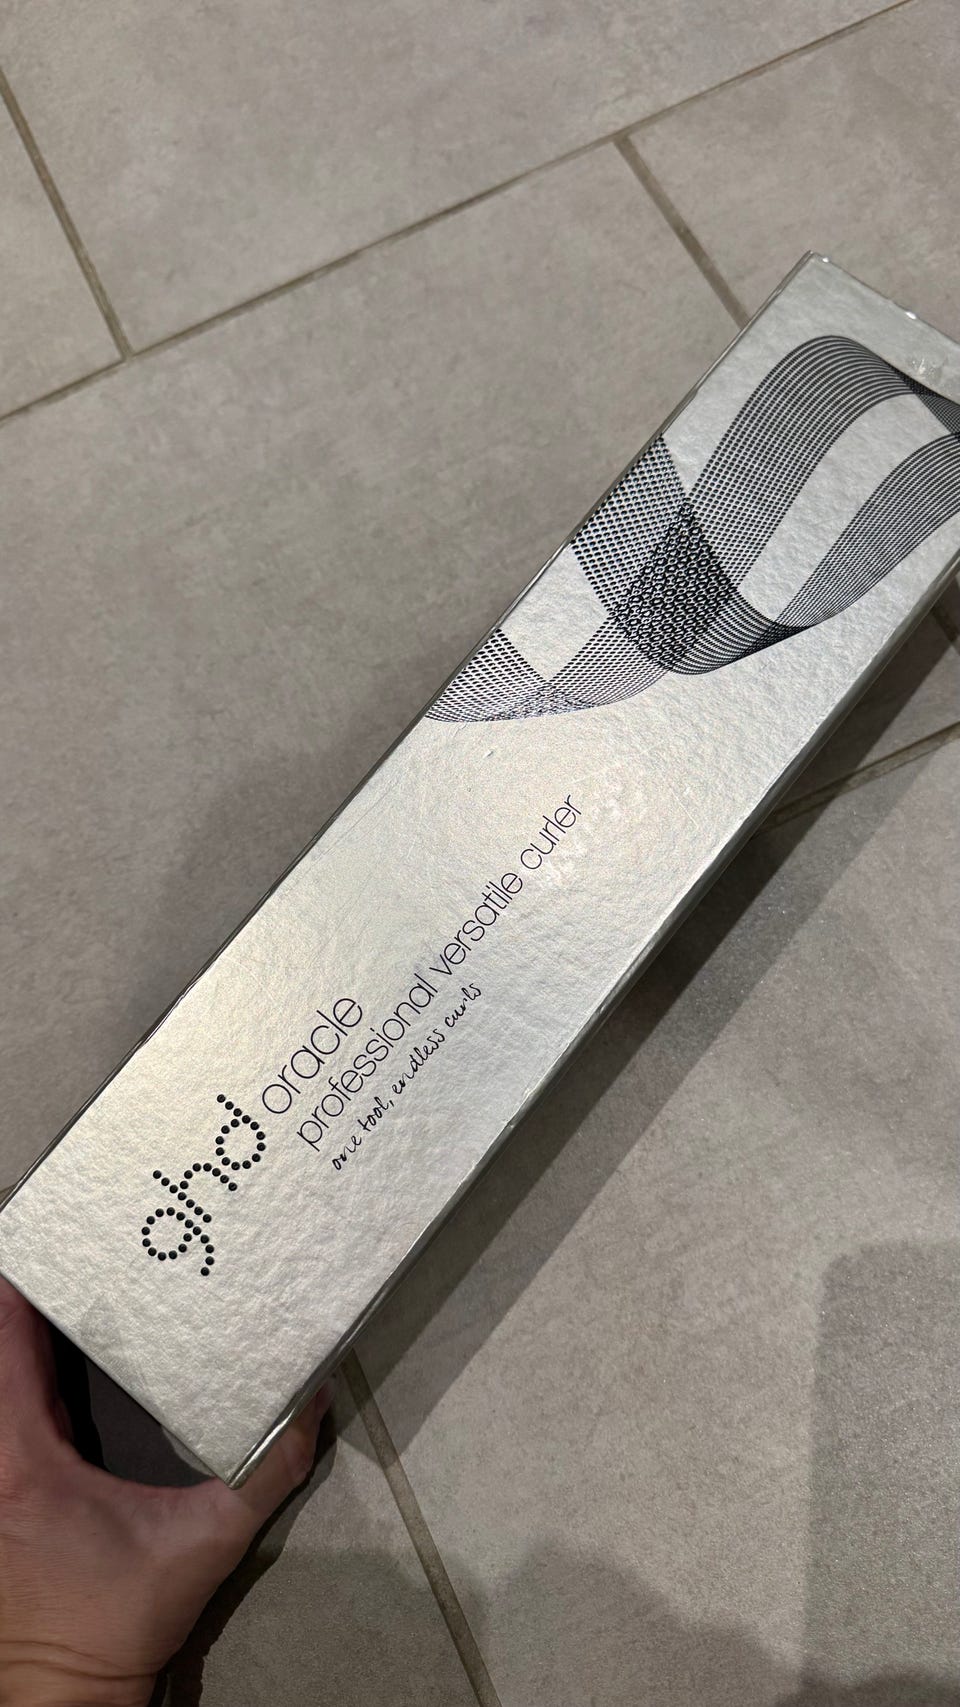 ghd oracle
professional versatile curler
one tool, endless curls